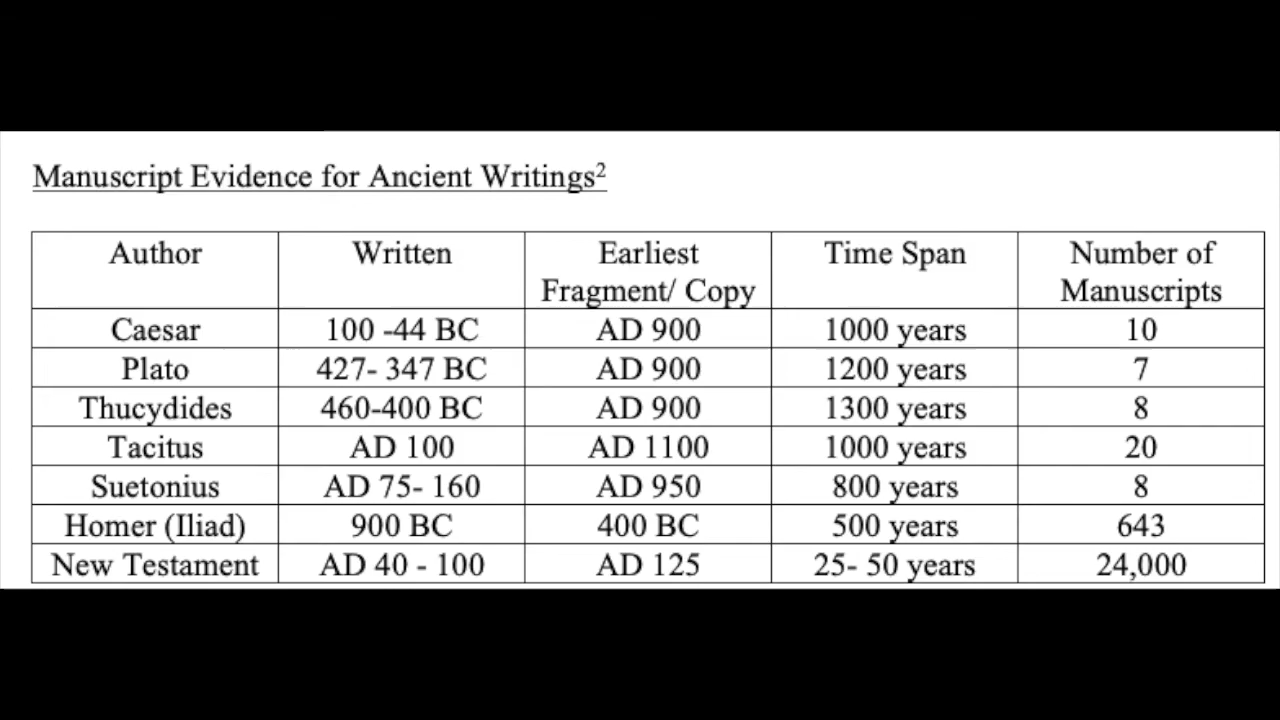 Manuscript Evidence for Ancient Writings²
Author Written Earliest Fragment/ Copy Time Span Number of Manuscripts
Caesar 100 -44 BC AD 900 1000 years 10
Plato 427- 347 BC AD 900 1200 years 7
Thucydides 460-400 BC AD 900 1300 years 8
Tacitus AD 100 AD 1100 1000 years 20
Suetonius AD 75- 160 AD 950 800 years 8
Homer (Iliad) 900 BC 400 BC 500 years 643
New Testament AD 40 - 100 AD 125 25- 50 years 24,000